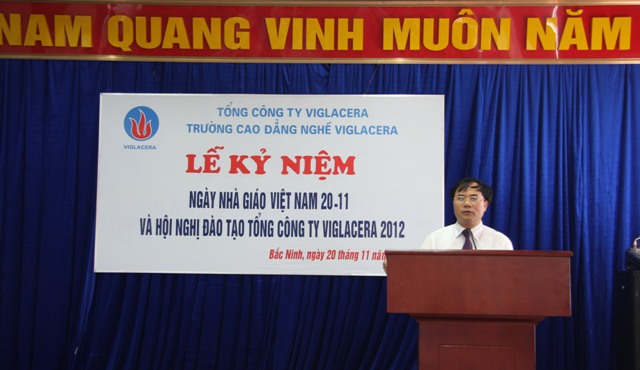 NAM QUANG VINH MUÔN NĂM
TỔNG CÔNG TY VIGLACERA
TRƯỜNG CAO ĐẲNG NGHỀ VIGLACERA
VIGLACERA
LỄ KỶ NIỆM
NGÀY NHÀ GIÁO VIỆT NAM 20-11
VÀ HỘI NGHỊ ĐÀO TẠO TỔNG CÔNG TY VIGLACERA 2012
Bắc Ninh, ngày 20 tháng 11 năm